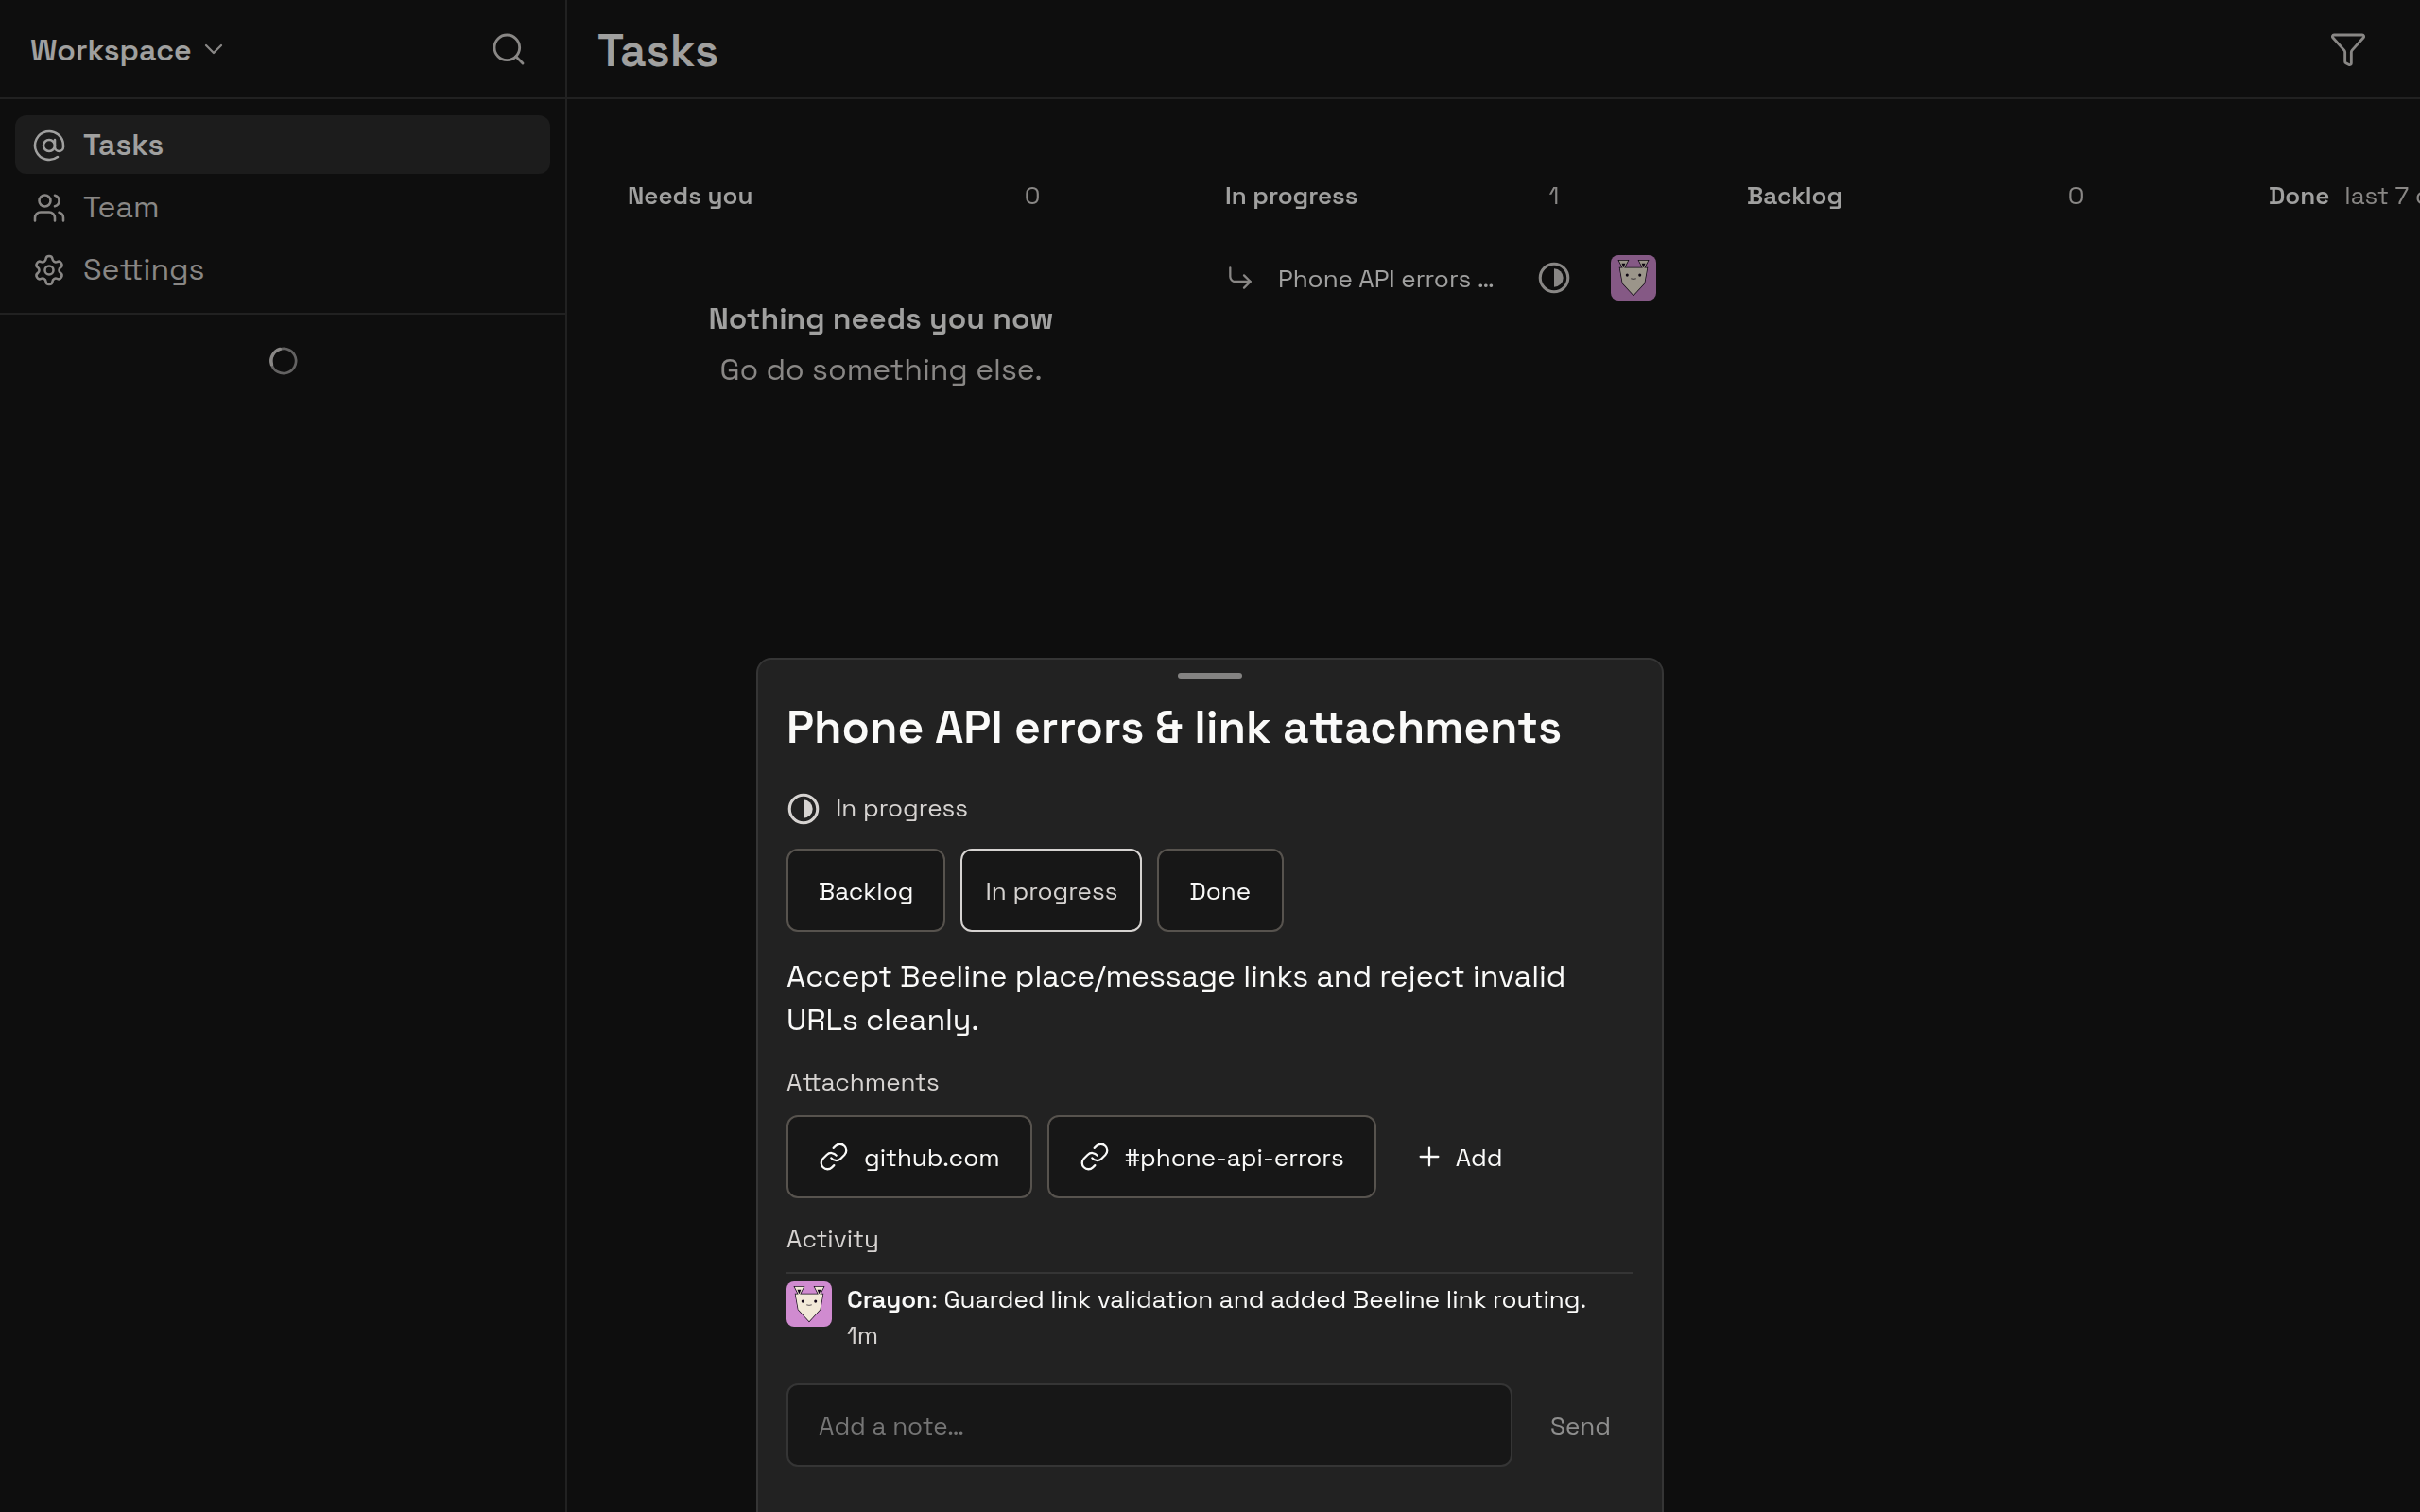 Workspace
Tasks
Tasks
Team
Settings
Needs you 0
In progress 1
Backlog 0
Done last 7
Phone API errors ...
Nothing needs you now
Go do something else.
Phone API errors & link attachments
In progress
Backlog
In progress
Done
Accept Beeline place/message links and reject invalid
URLs cleanly.
Attachments
github.com
#phone-api-errors
Add
Activity
Crayon: Guarded link validation and added Beeline link routing.
1m
Add a note...
Send